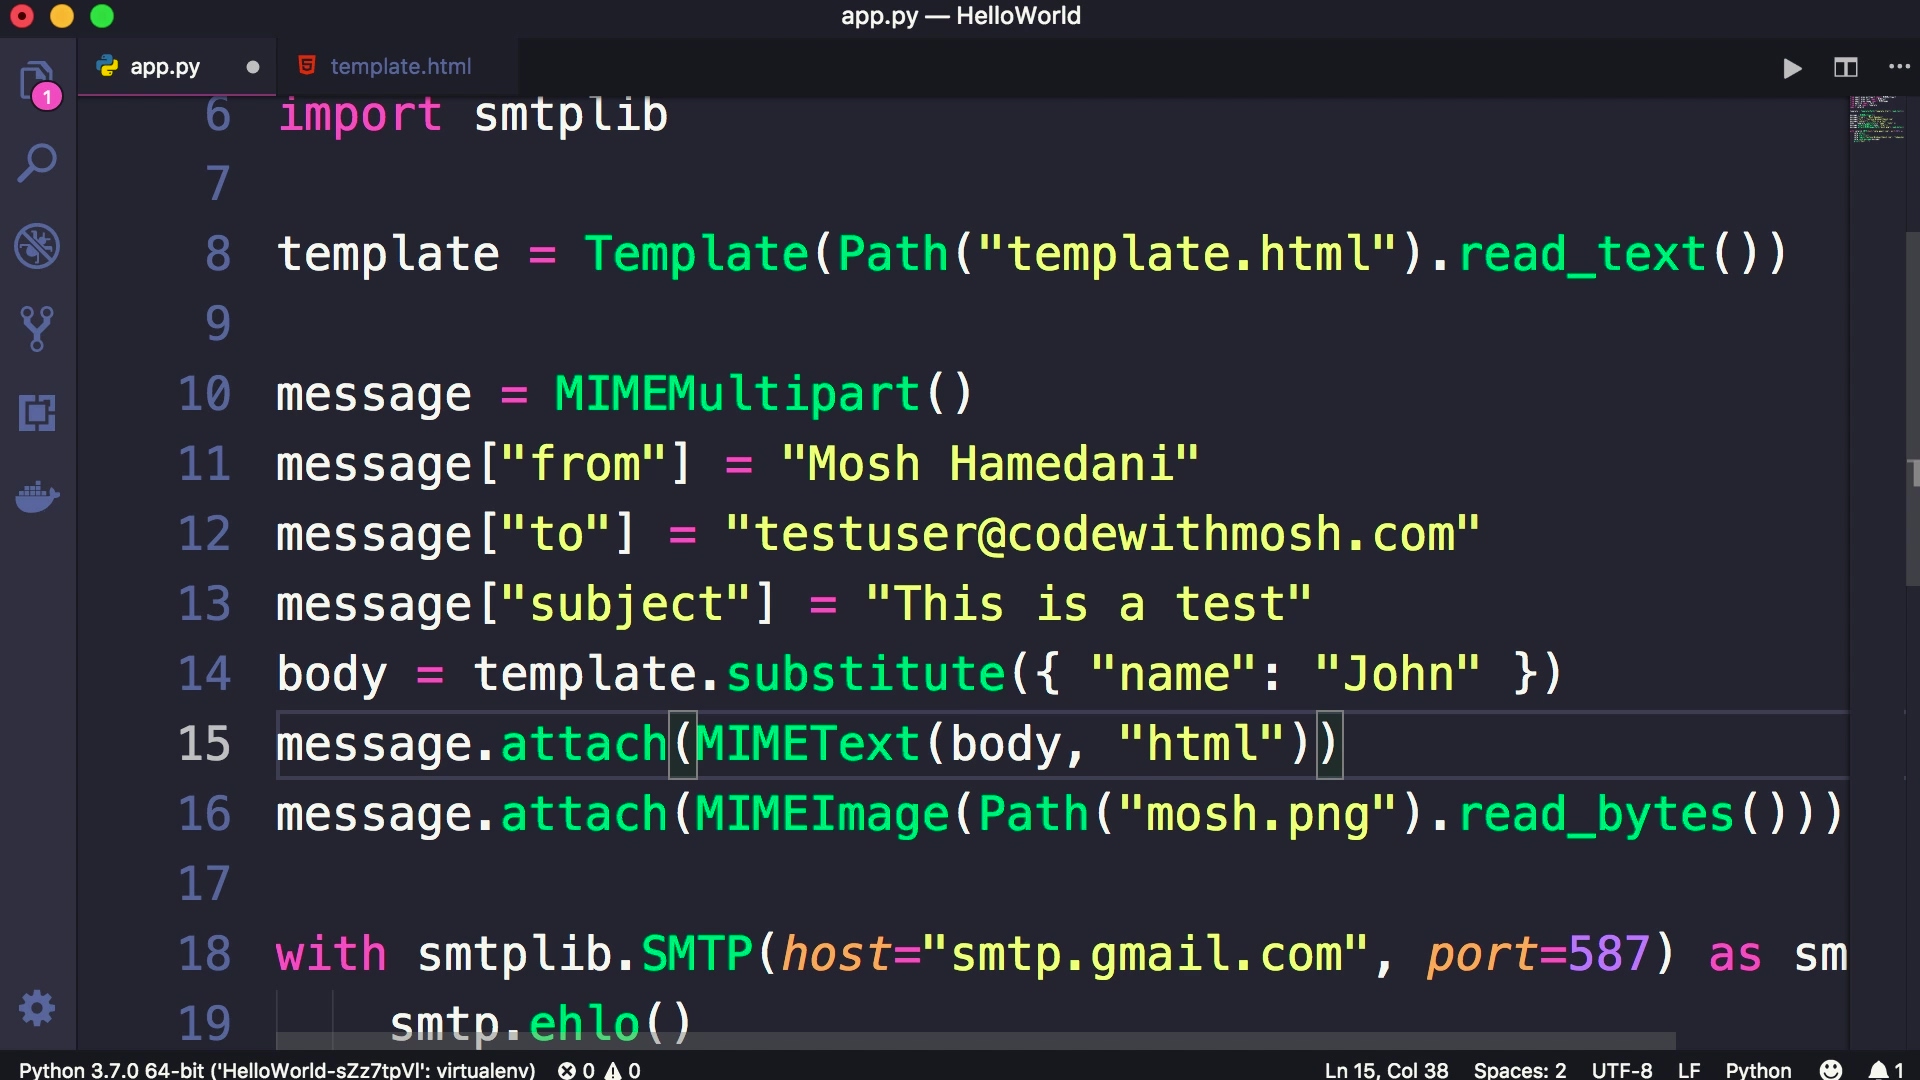 app.py — HelloWorld
app.py
template.html
1
6 import smtplib
7
8 template = Template(Path("template.html").read_text())
9
10 message = MIMEMultipart()
11 message["from"] = "Mosh Hamedani"
12 message["to"] = "testuser@codewithmosh.com"
13 message["subject"] = "This is a test"
14 body = template.substitute({ "name": "John" })
15 message.attach(MIMEText(body, "html"))
16 message.attach(MIMEImage(Path("mosh.png").read_bytes()))
17
18 with smtplib.SMTP(host="smtp.gmail.com", port=587) as sm
19 smtp.ehlo()
Python 3.7.0 64-bit ('HelloWorld-sZz7tpVI': virtualenv) 0 0 Ln 15, Col 38 Spaces: 2 UTF-8 LF Python 1